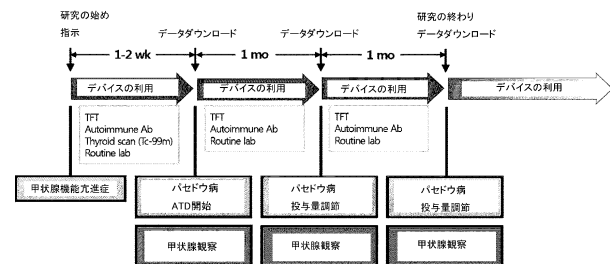 研究の始め
指示
データダウンロード
データダウンロード
研究の終わり
データダウンロード
1-2 wk
1 mo
1 mo
デバイスの利用
デバイスの利用
デバイスの利用
デバイスの利用
TFT
Autoimmune Ab
Thyroid scan (Tc-99m)
Routine lab
TFT
Autoimmune Ab
Routine lab
TFT
Autoimmune Ab
Routine lab
甲状腺機能亢進症
バセドウ病
ATD開始
バセドウ病
投与量調節
バセドウ病
投与量調節
甲状腺観察
甲状腺観察
甲状腺観察